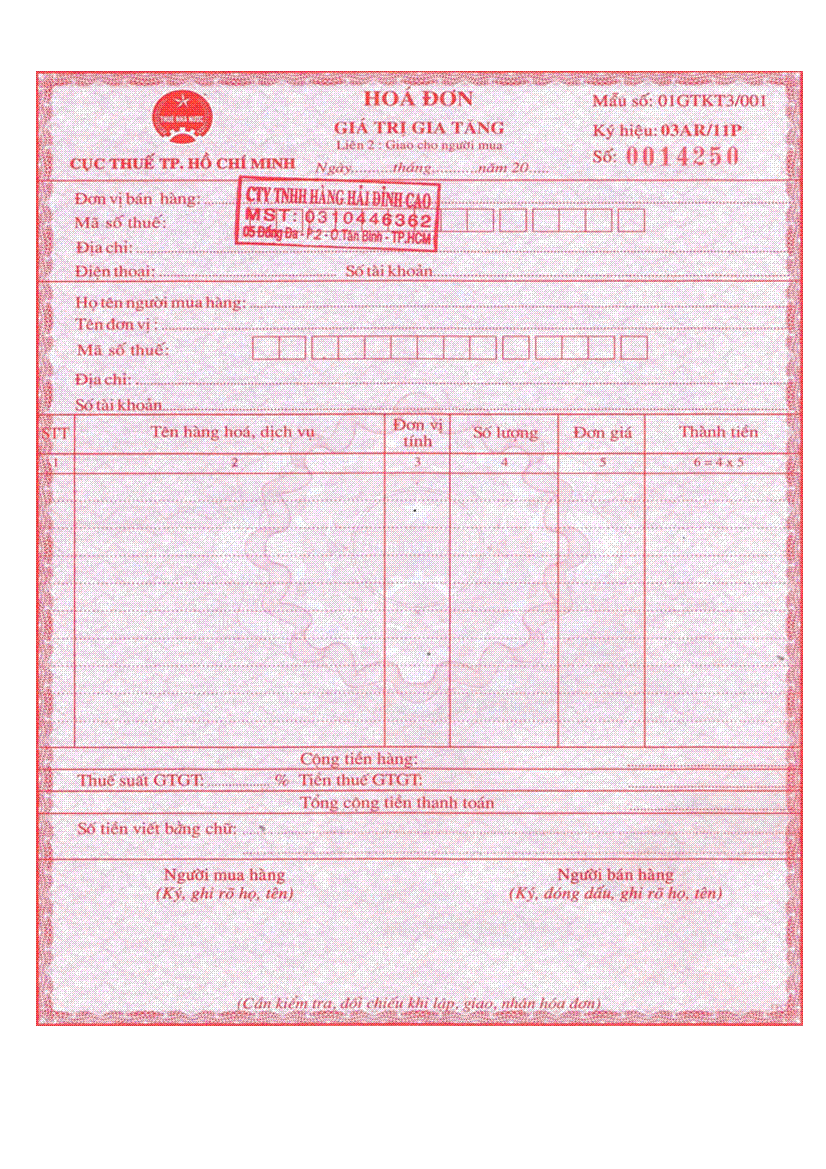 HOÁ ĐƠN
GIÁ TRỊ GIA TĂNG
Liên 2 : Giao cho người mua
Ngày..........tháng............năm 20.....
THUẾ NHÀ NƯỚC
CỤC THUẾ TP. HỒ CHÍ MINH
Mẫu số: 01GTKT3/001
Ký hiệu: 03AR/11P
Số: 0014250
Đơn vị bán hàng:
CTY TNHH HÀNG HẢI ĐỈNH CAO
Mã số thuế:
MST: 0310446362
05 Đống Đa - P.2 - Q.Tân Bình - TP.HCM
Địa chỉ:
Điện thoại: Số tài khoản
Họ tên người mua hàng:
Tên đơn vị :
Mã số thuế:
Địa chỉ:
Số tài khoản
STT Tên hàng hoá, dịch vụ Đơn vị tính Số lượng Đơn giá Thành tiền
1 2 3 4 5 6 = 4 x 5
Cộng tiền hàng:
Thuế suất GTGT: ................ % Tiền thuế GTGT:
Tổng cộng tiền thanh toán
Số tiền viết bằng chữ:
Người mua hàng Người bán hàng
(Ký, ghi rõ họ, tên) (Ký, đóng dấu, ghi rõ họ, tên)
(Cần kiểm tra, đối chiếu khi lập, giao, nhận hóa đơn)